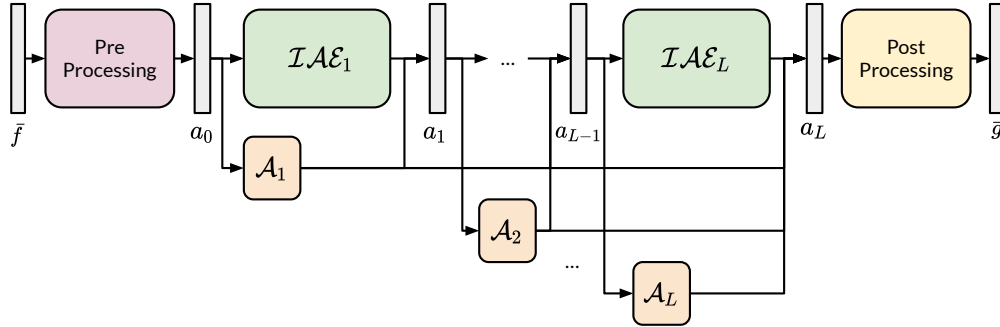 Pre
Processing
𝓘𝓐𝓔₁
...
𝓘𝓐𝓔_L
Post
Processing
f̄
a₀
a₁
a_{L−1}
a_L
ḡ
𝓐₁
𝓐₂
...
𝓐_L